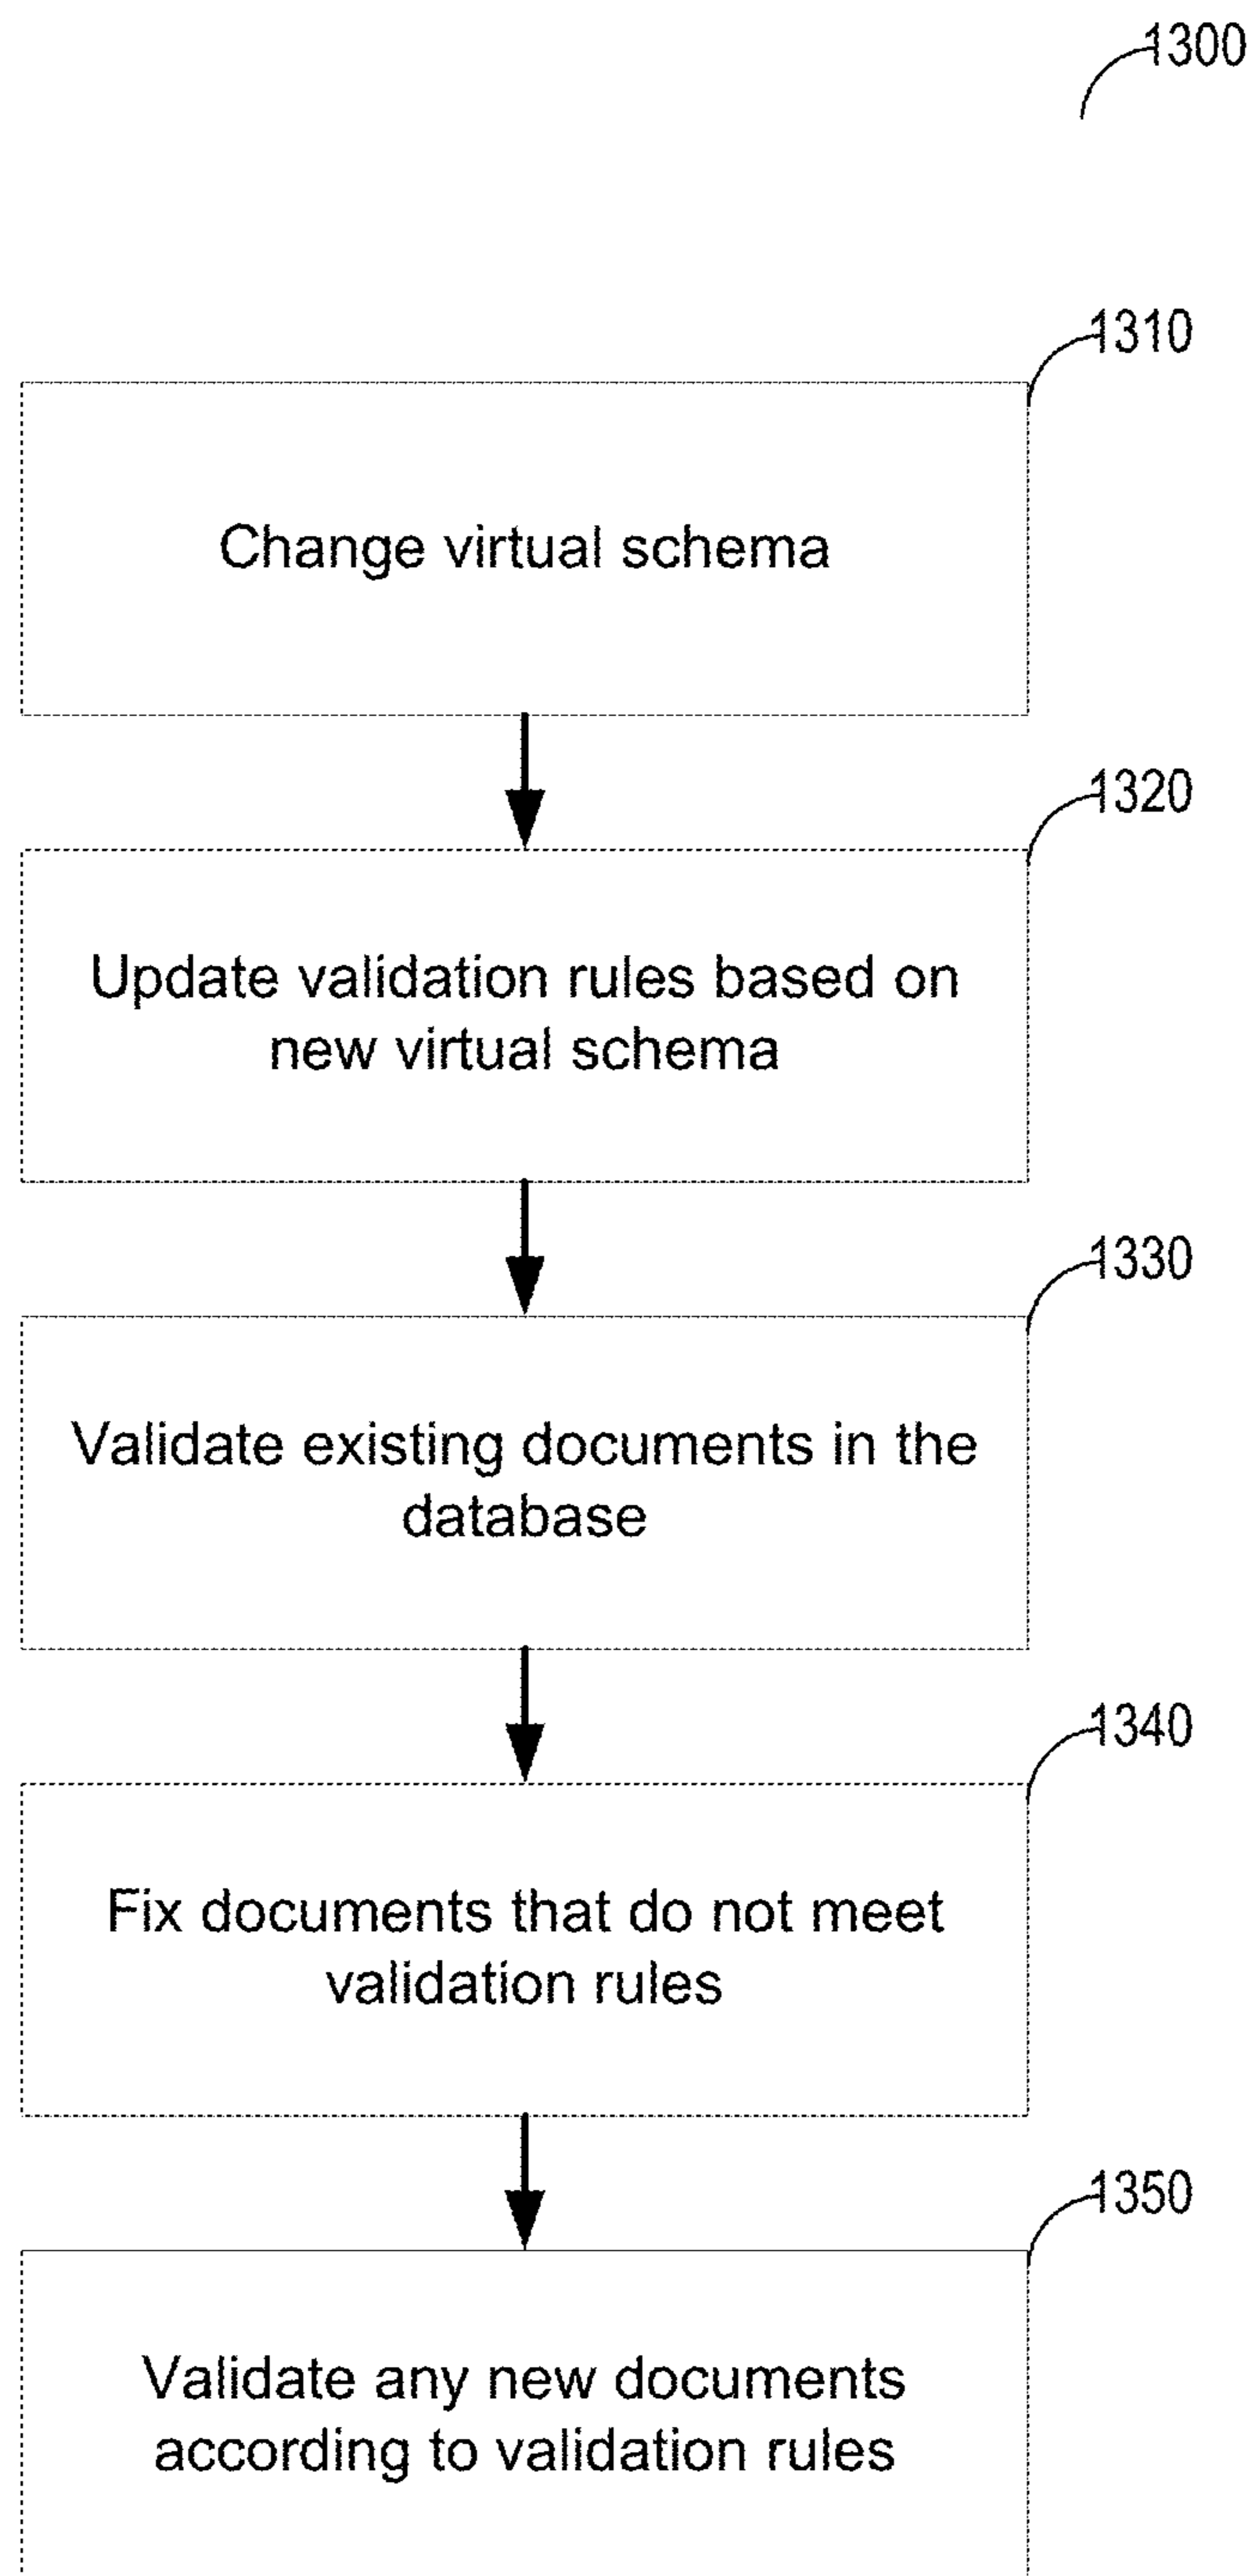 1300
1310
Change virtual schema
1320
Update validation rules based on
new virtual schema
1330
Validate existing documents in the
database
1340
Fix documents that do not meet
validation rules
1350
Validate any new documents
according to validation rules